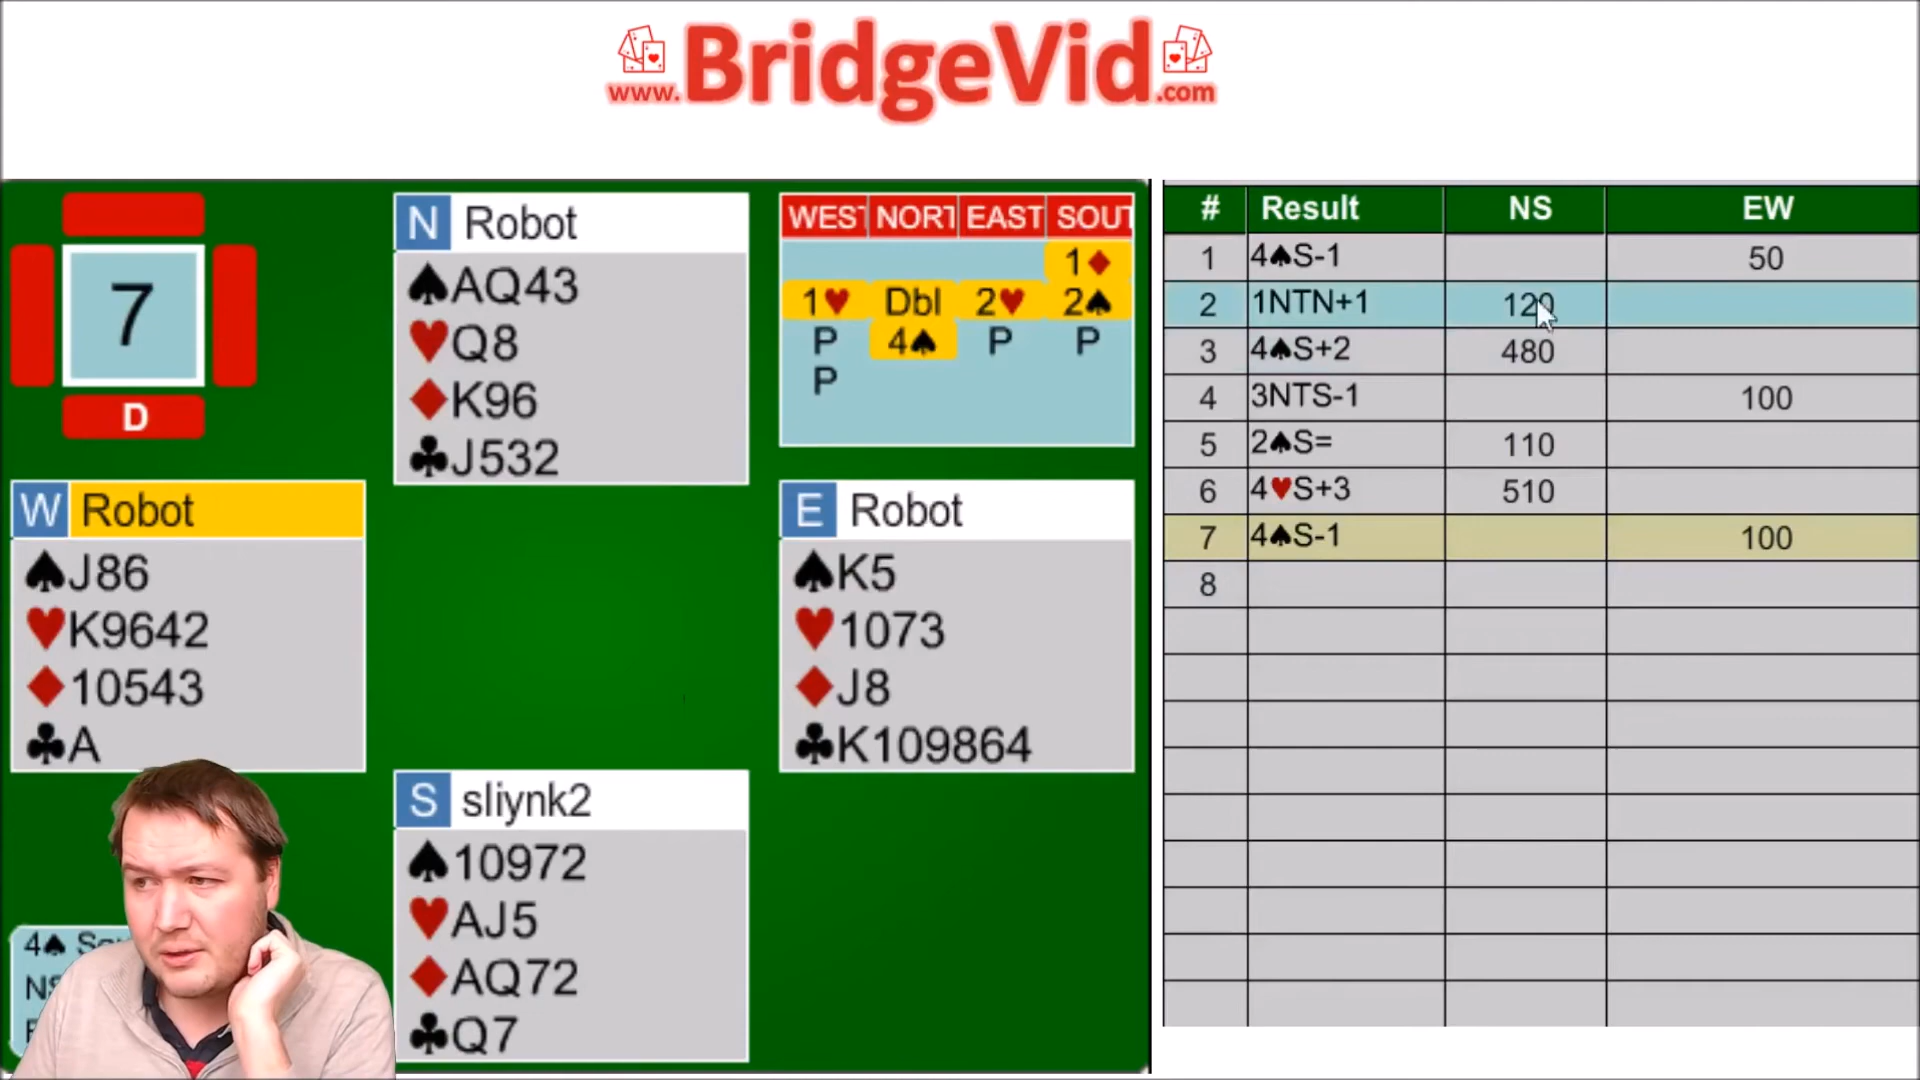 www.BridgeVid.com
7
D
N Robot
♠AQ43
♥Q8
♦K96
♣J532
WEST NORT EAST SOUT
1♦
1♥ Dbl 2♥ 2♠
P 4♠ P P
P
W Robot
♠J86
♥K9642
♦10543
♣A
E Robot
♠K5
♥1073
♦J8
♣K109864
S sliynk2
♠10972
♥AJ5
♦AQ72
♣Q7
4♠
# Result NS EW
1 4♠S-1 50
2 1NTN+1 120
3 4♠S+2 480
4 3NTS-1 100
5 2♠S= 110
6 4♥S+3 510
7 4♠S-1 100
8